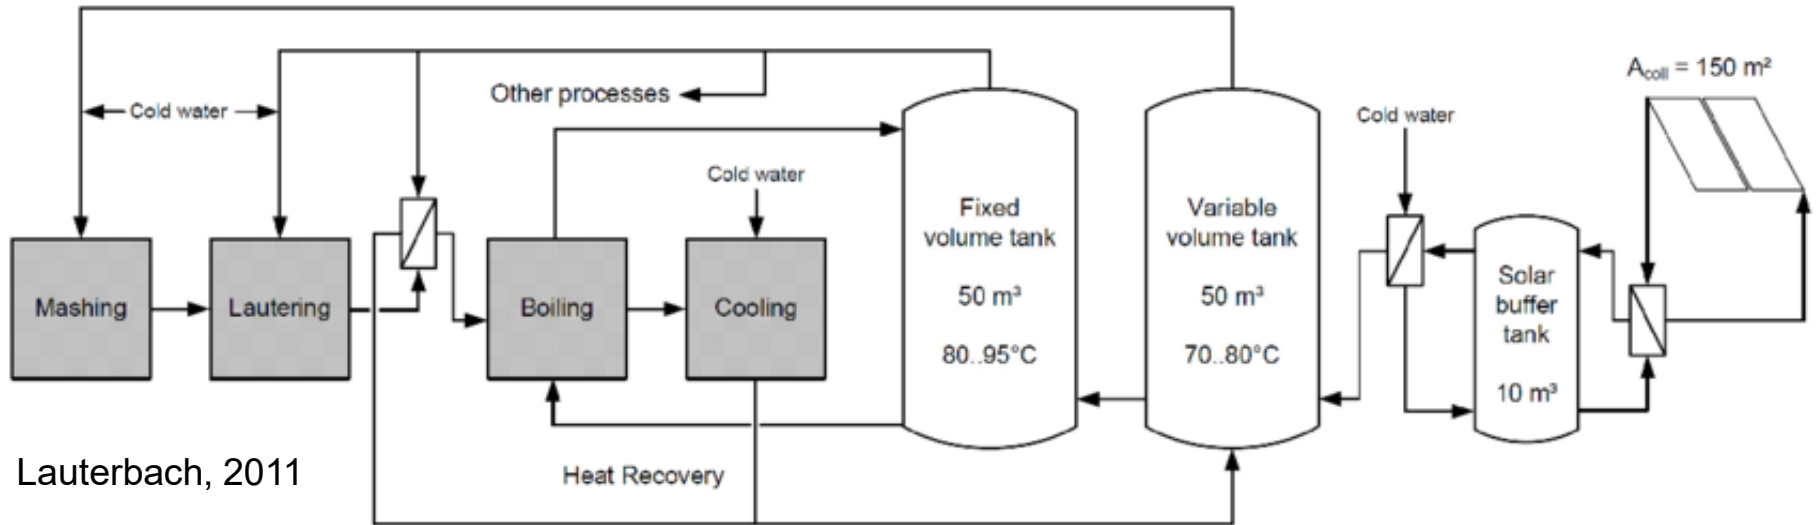 A_coll = 150 m²
Other processes
Cold water
Cold water
Cold water
Fixed
volume tank
50 m³
80..95°C
Variable
volume tank
50 m³
70..80°C
Solar
buffer
tank
10 m³
Mashing
Lautering
Boiling
Cooling
Heat Recovery
Lauterbach, 2011